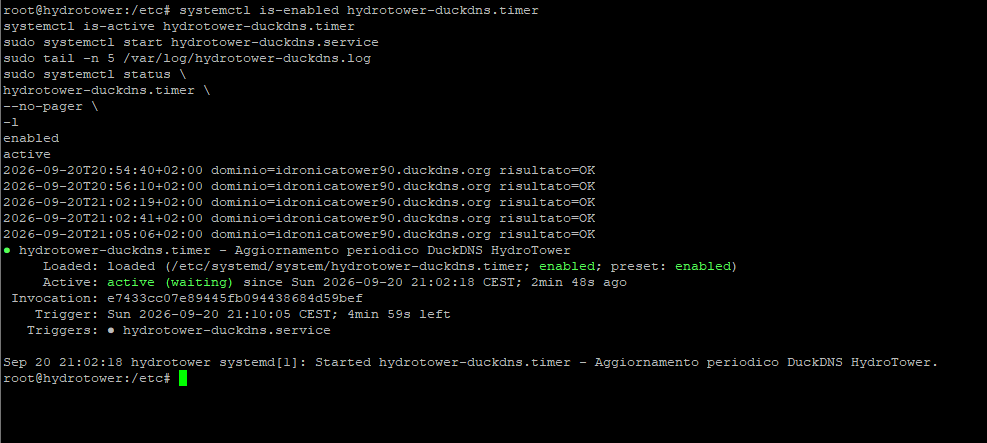 root@hydrotower:/etc# systemctl is-enabled hydrotower-duckdns.timer
systemctl is-active hydrotower-duckdns.timer
sudo systemctl start hydrotower-duckdns.service
sudo tail -n 5 /var/log/hydrotower-duckdns.log
sudo systemctl status \
hydrotower-duckdns.timer \
--no-pager \
-l
enabled
active
2026-09-20T20:54:40+02:00 dominio=idronicatower90.duckdns.org risultato=OK
2026-09-20T20:56:10+02:00 dominio=idronicatower90.duckdns.org risultato=OK
2026-09-20T21:02:19+02:00 dominio=idronicatower90.duckdns.org risultato=OK
2026-09-20T21:02:41+02:00 dominio=idronicatower90.duckdns.org risultato=OK
2026-09-20T21:05:06+02:00 dominio=idronicatower90.duckdns.org risultato=OK
● hydrotower-duckdns.timer - Aggiornamento periodico DuckDNS HydroTower
Loaded: loaded (/etc/systemd/system/hydrotower-duckdns.timer; enabled; preset: enabled)
Active: active (waiting) since Sun 2026-09-20 21:02:18 CEST; 2min 48s ago
Invocation: e7433cc07e89445fb094438684d59bef
Trigger: Sun 2026-09-20 21:10:05 CEST; 4min 59s left
Triggers: ● hydrotower-duckdns.service
Sep 20 21:02:18 hydrotower systemd[1]: Started hydrotower-duckdns.timer - Aggiornamento periodico DuckDNS HydroTower.
root@hydrotower:/etc#